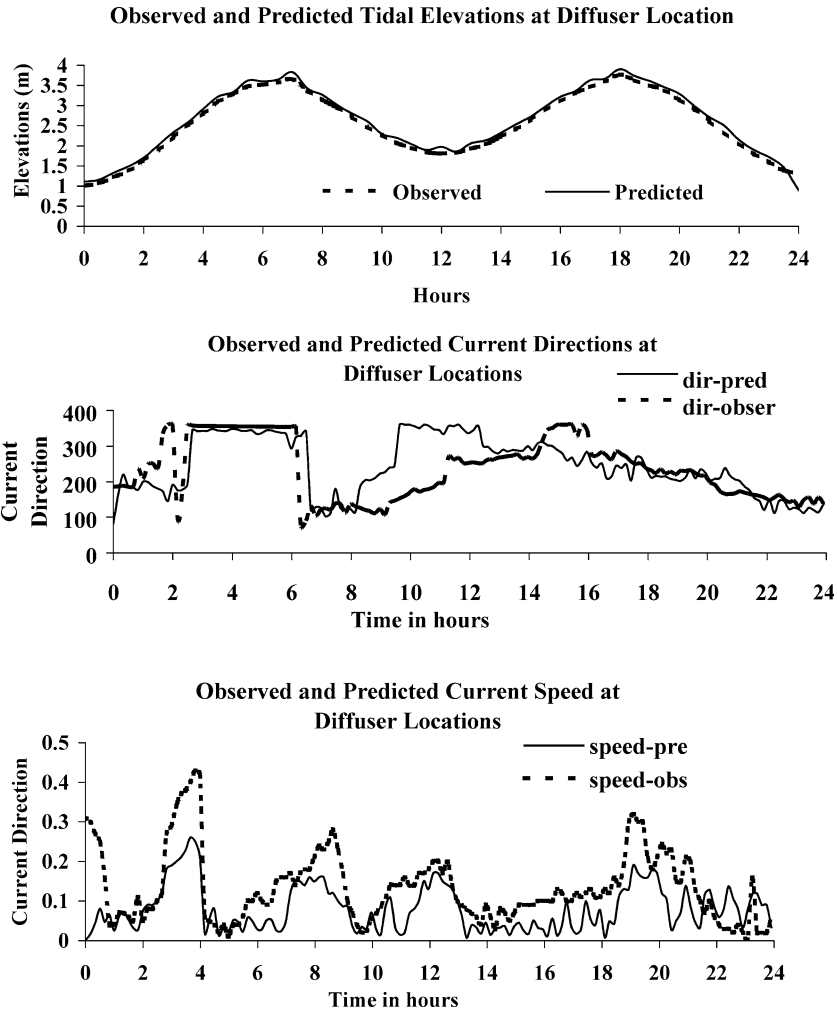 Observed and Predicted Tidal Elevations at Diffuser Location
4
3.5
3
2.5
2
1.5
1
0.5
0
Elevations (m)
Observed
Predicted
0 2 4 6 8 10 12 14 16 18 20 22 24
Hours
Observed and Predicted Current Directions at
Diffuser Locations
dir-pred
dir-obser
400
300
200
100
0
Current
Direction
0 2 4 6 8 10 12 14 16 18 20 22 24
Time in hours
Observed and Predicted Current Speed at
Diffuser Locations
speed-pre
speed-obs
0.5
0.4
0.3
0.2
0.1
0
Current Direction
0 2 4 6 8 10 12 14 16 18 20 22 24
Time in hours